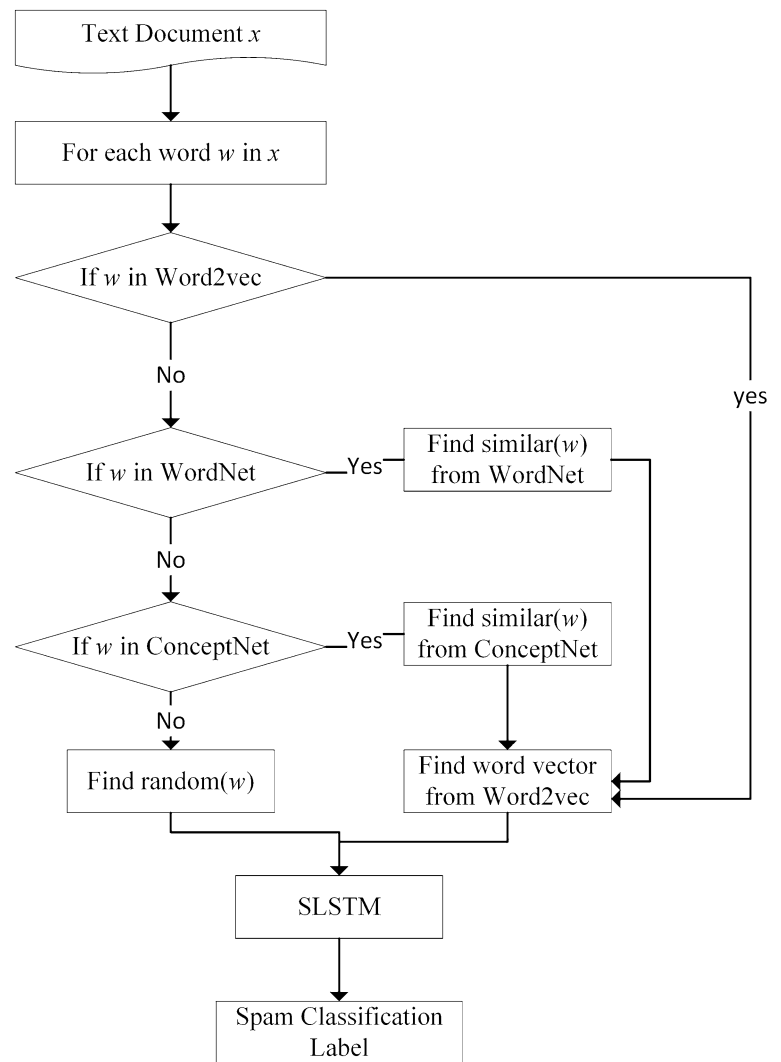 Text Document x
For each word w in x
If w in Word2vec
No
yes
If w in WordNet
Yes
Find similar(w)
from WordNet
No
If w in ConceptNet
Yes
Find similar(w)
from ConceptNet
No
Find random(w)
Find word vector
from Word2vec
SLSTM
Spam Classification
Label